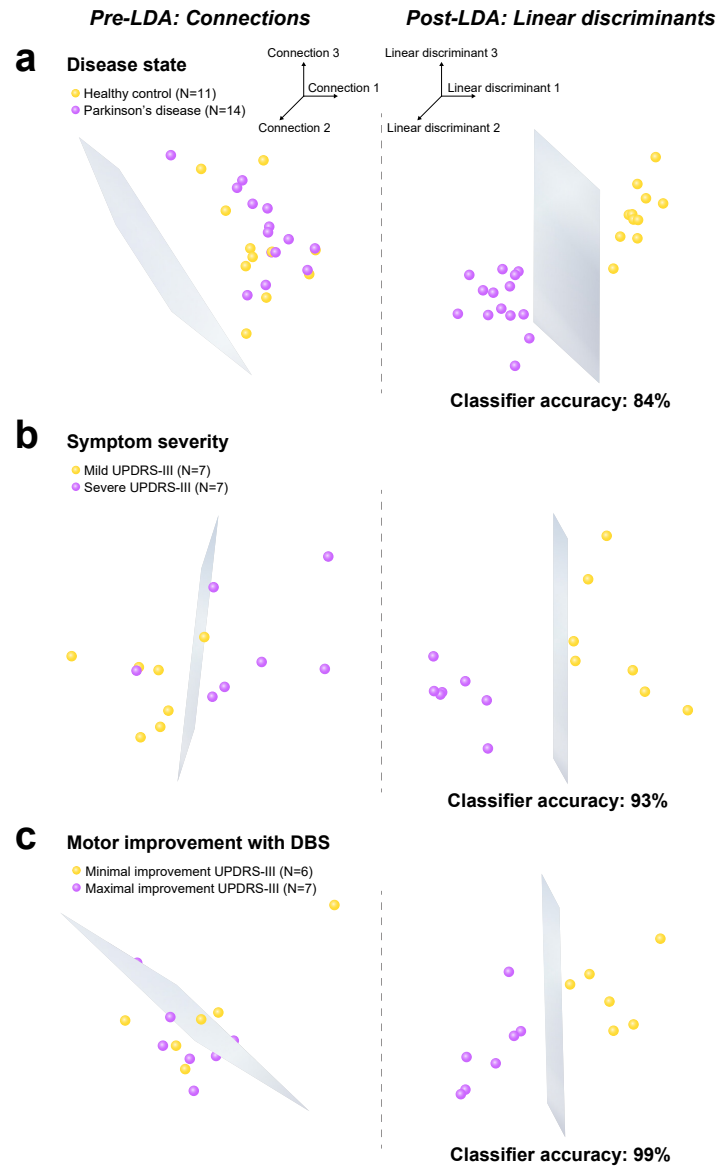 Pre-LDA: Connections
Post-LDA: Linear discriminants
a
Disease state
Healthy control (N=11)
Parkinson's disease (N=14)
Connection 3
Connection 1
Connection 2
Linear discriminant 3
Linear discriminant 1
Linear discriminant 2
Classifier accuracy: 84%
b
Symptom severity
Mild UPDRS-III (N=7)
Severe UPDRS-III (N=7)
Classifier accuracy: 93%
c
Motor improvement with DBS
Minimal improvement UPDRS-III (N=6)
Maximal improvement UPDRS-III (N=7)
Classifier accuracy: 99%